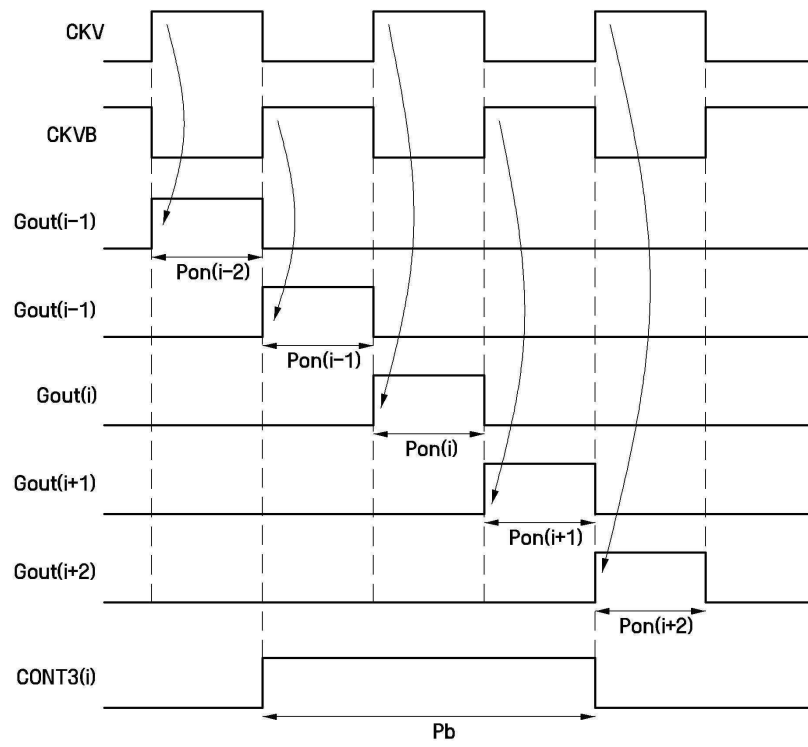 CKV
CKVB
Gout(i-1)
Pon(i-2)
Gout(i-1)
Pon(i-1)
Gout(i)
Pon(i)
Gout(i+1)
Pon(i+1)
Gout(i+2)
Pon(i+2)
CONT3(i)
Pb